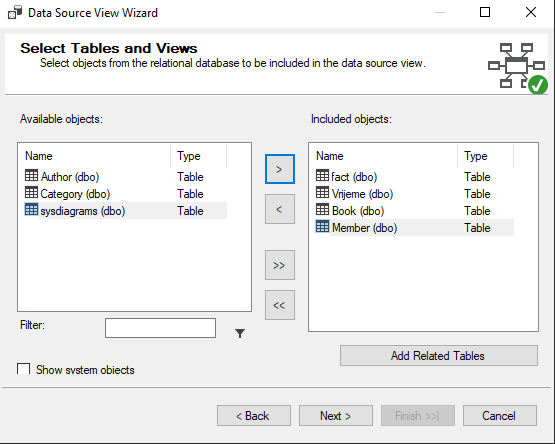 Data Source View Wizard
Select Tables and Views
Select objects from the relational database to be included in the data source view.
Available objects:
Name Type
Author (dbo) Table
Category (dbo) Table
sysdiagrams (dbo) Table
Filter:
Show system objects
>
<
>>
<<
Included objects:
Name Type
fact (dbo) Table
Vrijeme (dbo) Table
Book (dbo) Table
Member (dbo) Table
Add Related Tables
< Back Next > Finish >>| Cancel